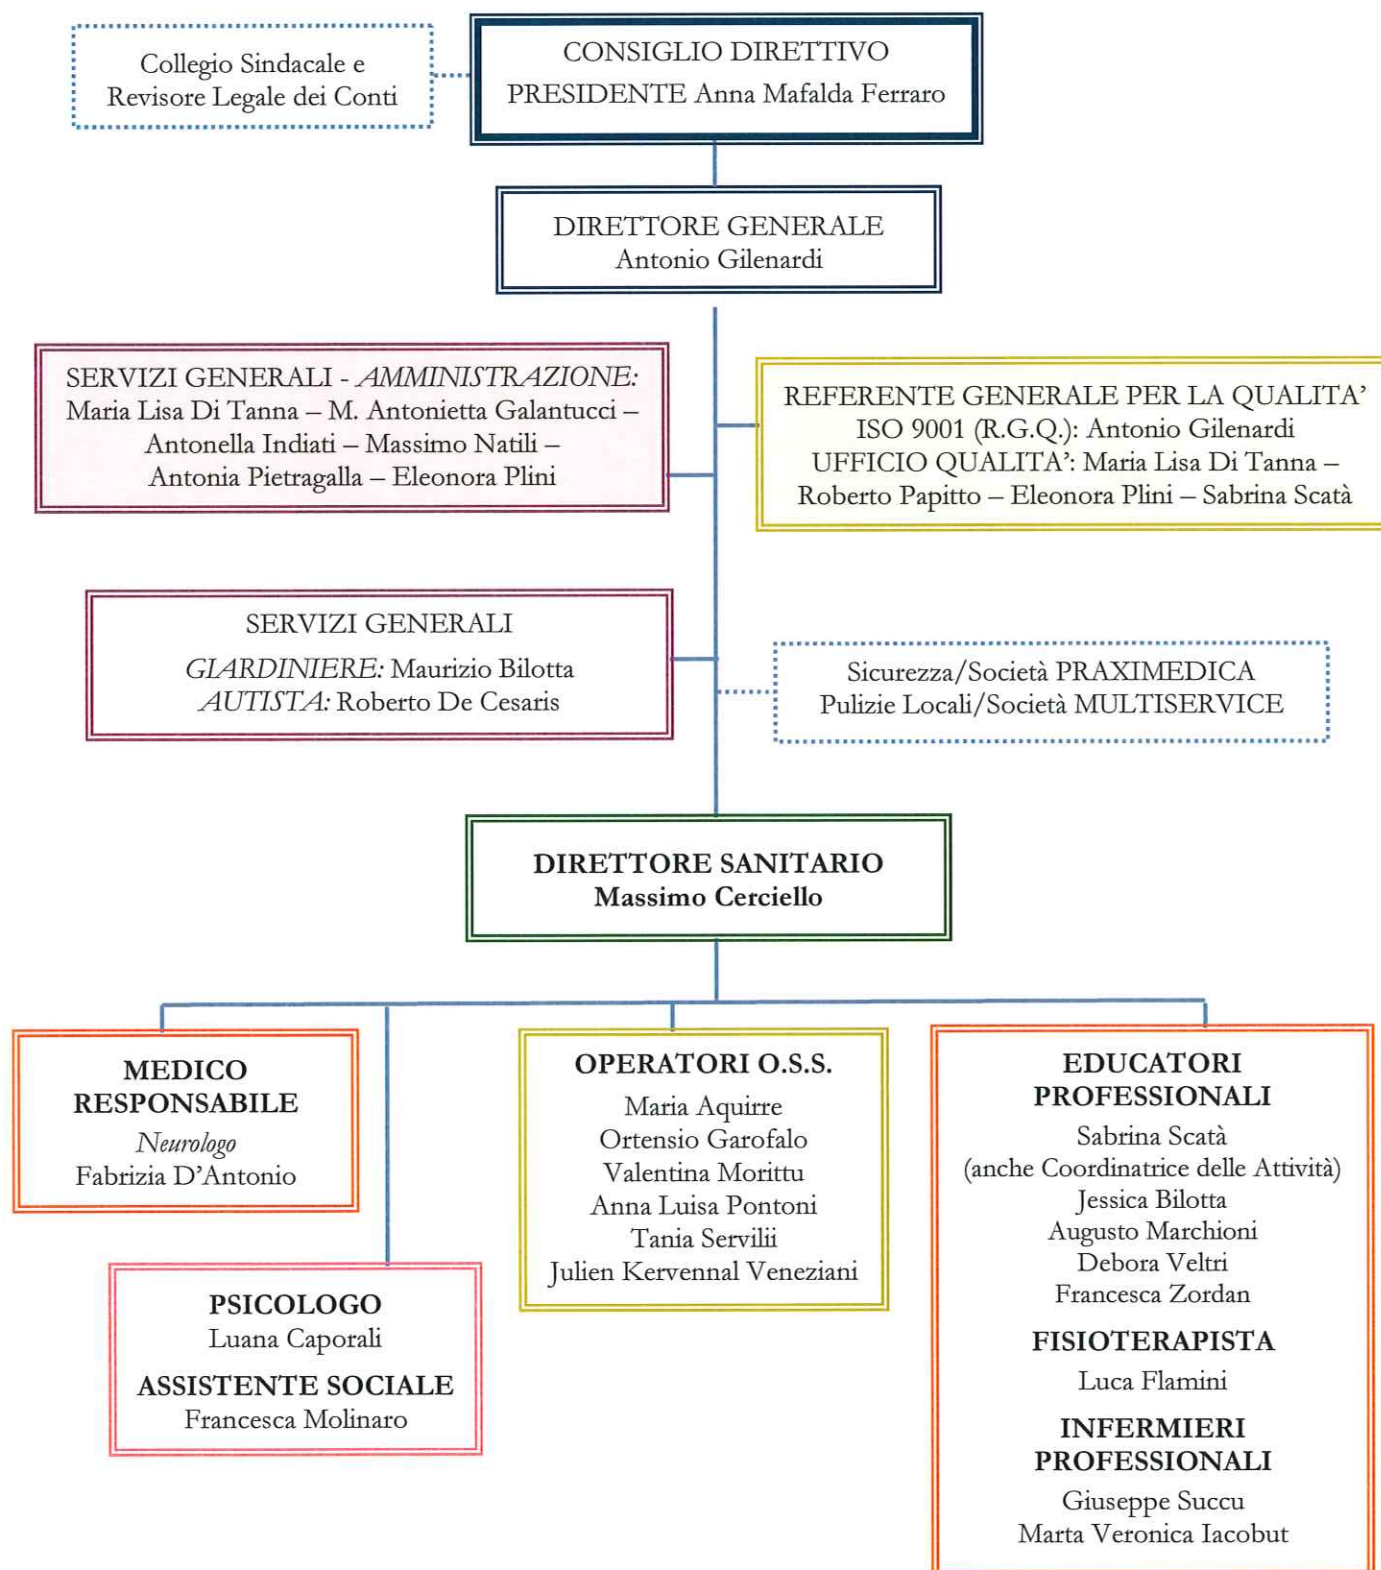 Collegio Sindacale e
Revisore Legale dei Conti
CONSIGLIO DIRETTIVO
PRESIDENTE Anna Mafalda Ferraro
DIRETTORE GENERALE
Antonio Gilenardi
SERVIZI GENERALI - AMMINISTRAZIONE:
Maria Lisa Di Tanna – M. Antonietta Galantucci –
Antonella Indiati – Massimo Natili –
Antonia Pietragalla – Eleonora Plini
REFERENTE GENERALE PER LA QUALITA’
ISO 9001 (R.G.Q.): Antonio Gilenardi
UFFICIO QUALITA’: Maria Lisa Di Tanna –
Roberto Papitto – Eleonora Plini – Sabrina Scatà
SERVIZI GENERALI
GIARDINIERE: Maurizio Bilotta
AUTISTA: Roberto De Cesaris
Sicurezza/Società PRAXIMEDICA
Pulizie Locali/Società MULTISERVICE
DIRETTORE SANITARIO
Massimo Cerciello
MEDICO
RESPONSABILE
Neurologo
Fabrizia D’Antonio
PSICOLOGO
Luana Caporali
ASSISTENTE SOCIALE
Francesca Molinaro
OPERATORI O.S.S.
Maria Aquirre
Ortensio Garofalo
Valentina Morittu
Anna Luisa Pontoni
Tania Servilii
Julien Kervennal Veneziani
EDUCATORI
PROFESSIONALI
Sabrina Scatà
(anche Coordinatrice delle Attività)
Jessica Bilotta
Augusto Marchioni
Debora Veltri
Francesca Zordan
FISIOTERAPISTA
Luca Flamini
INFERMIERI
PROFESSIONALI
Giuseppe Succu
Marta Veronica Iacobut